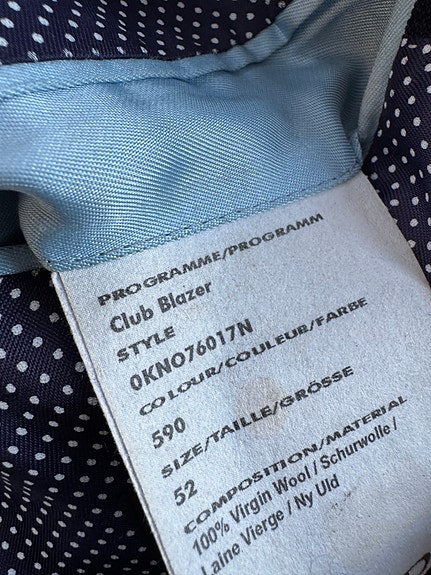 PROGRAMME/PROGRAMM
Club Blazer
STYLE
0KNO76017N
COLOUR/COULEUR/FARBE
590
SIZE/TAILLE/GRÖSSE
52
COMPOSITION/MATERIAL
100% Virgin Wool / Schurwolle /
Laine Vierge / Ny Uld